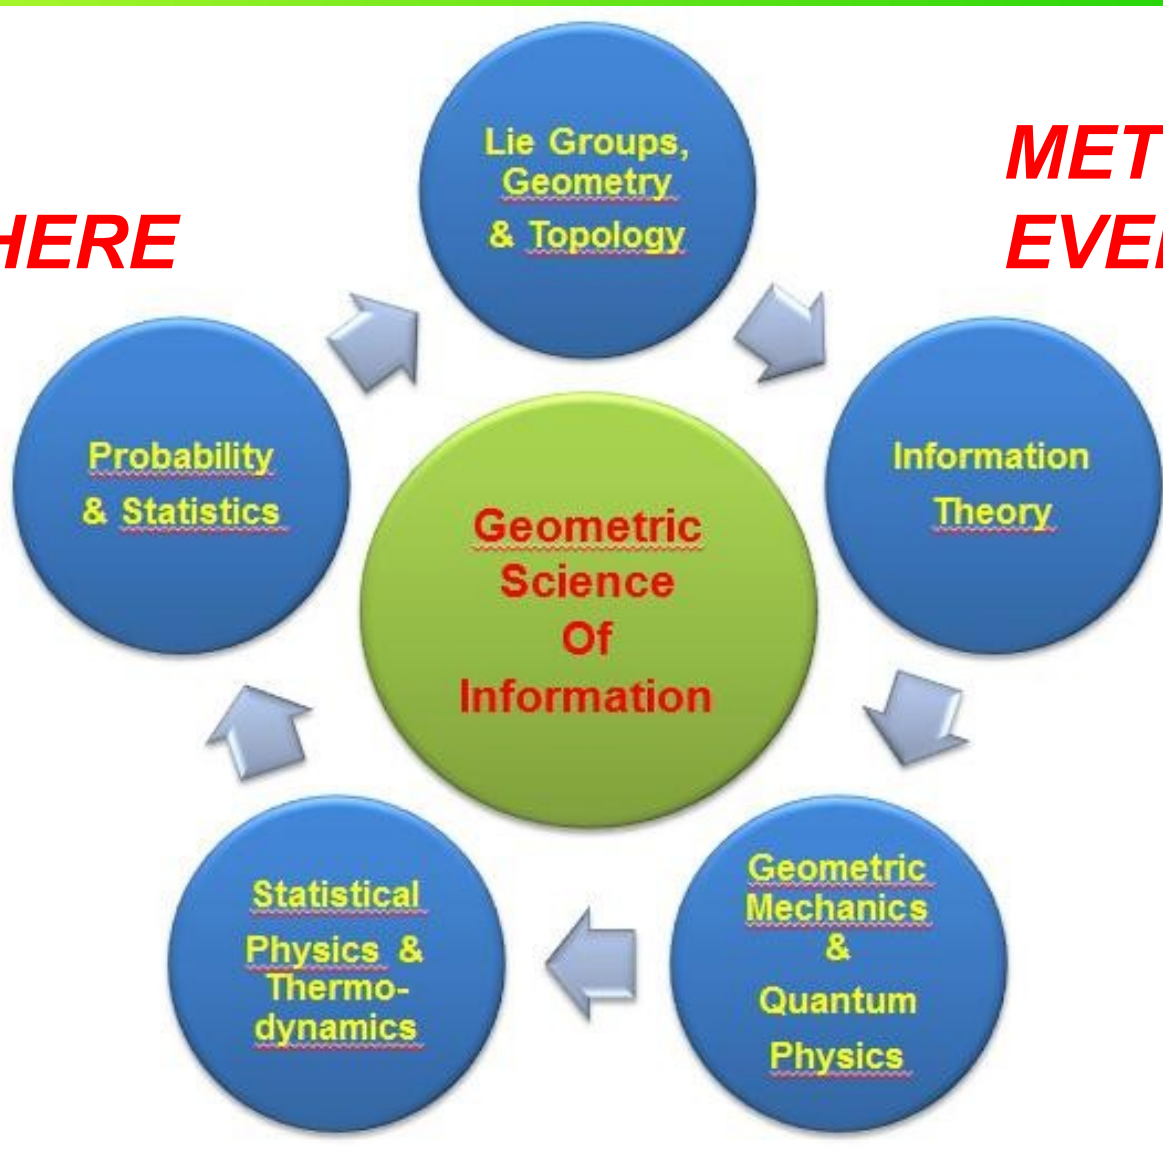 Lie Groups,
Geometry
& Topology
MET
EVE
HERE
Probability
& Statistics
Information
Theory
Geometric
Science
Of
Information
Statistical
Physics &
Thermo-
dynamics
Geometric
Mechanics
&
Quantum
Physics